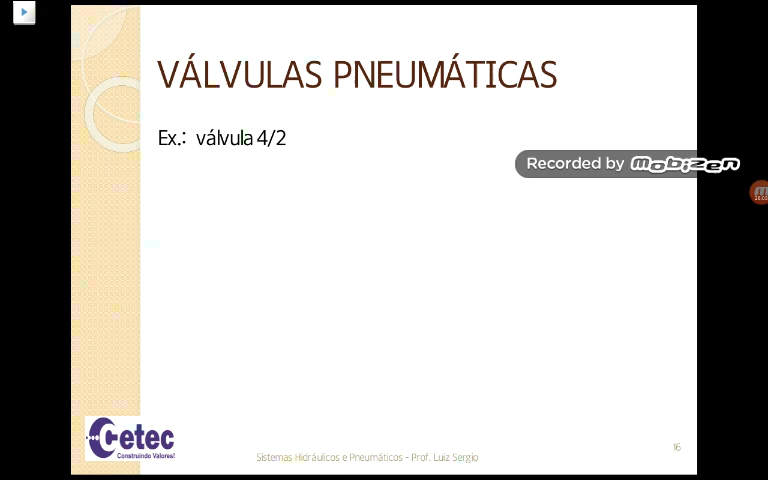 VÁLVULAS PNEUMÁTICAS
Ex.: válvula 4/2
Recorded by mobizen
Cetec
Construindo Valores!
Sistemas Hidráulicos e Pneumáticos - Prof. Luiz Sergio
16